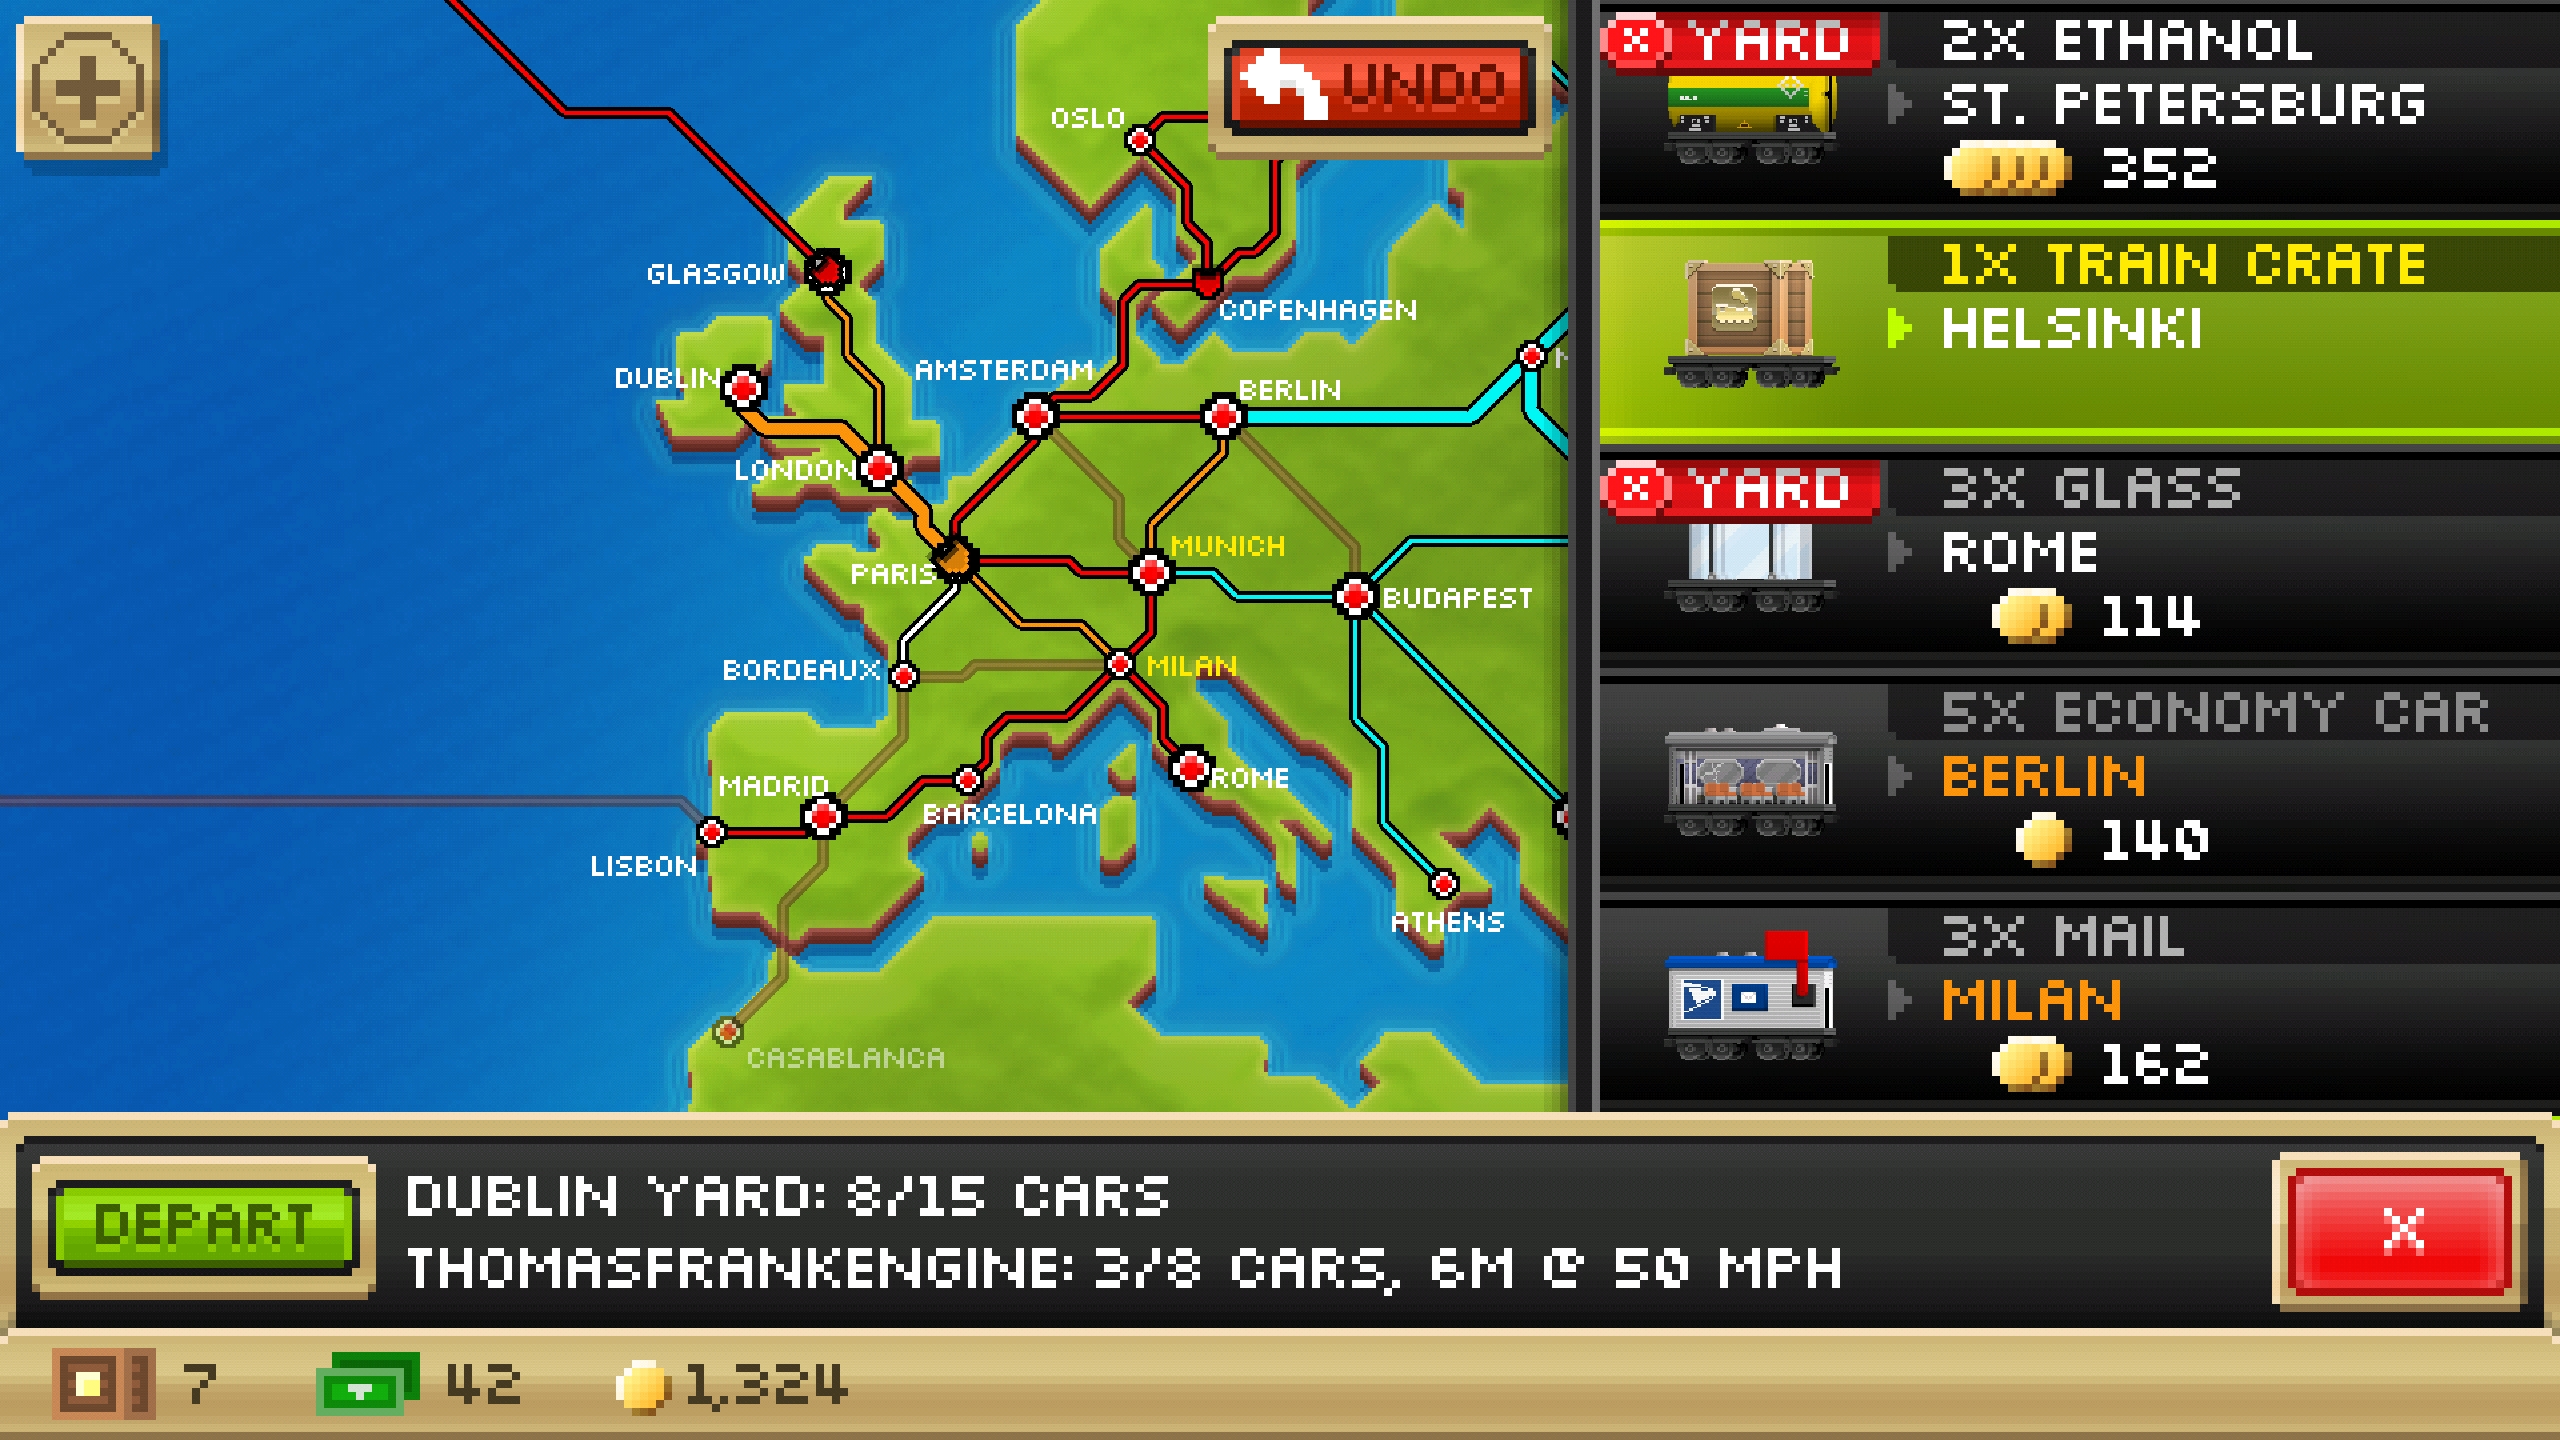 UNDO
OSLO
GLASGOW
COPENHAGEN
DUBLIN
AMSTERDAM
BERLIN
LONDON
MUNICH
PARIS
BUDAPEST
BORDEAUX
MILAN
MADRID
ROME
BARCELONA
LISBON
ATHENS
CASABLANCA
X YARD
2X ETHANOL
ST. PETERSBURG
352
1X TRAIN CRATE
HELSINKI
X YARD
3X GLASS
ROME
114
5X ECONOMY CAR
BERLIN
140
3X MAIL
MILAN
162
DEPART
DUBLIN YARD: 8/15 CARS
THOMASFRANKENGINE: 3/8 CARS, 6M @ 50 MPH
X
7
42
1,324